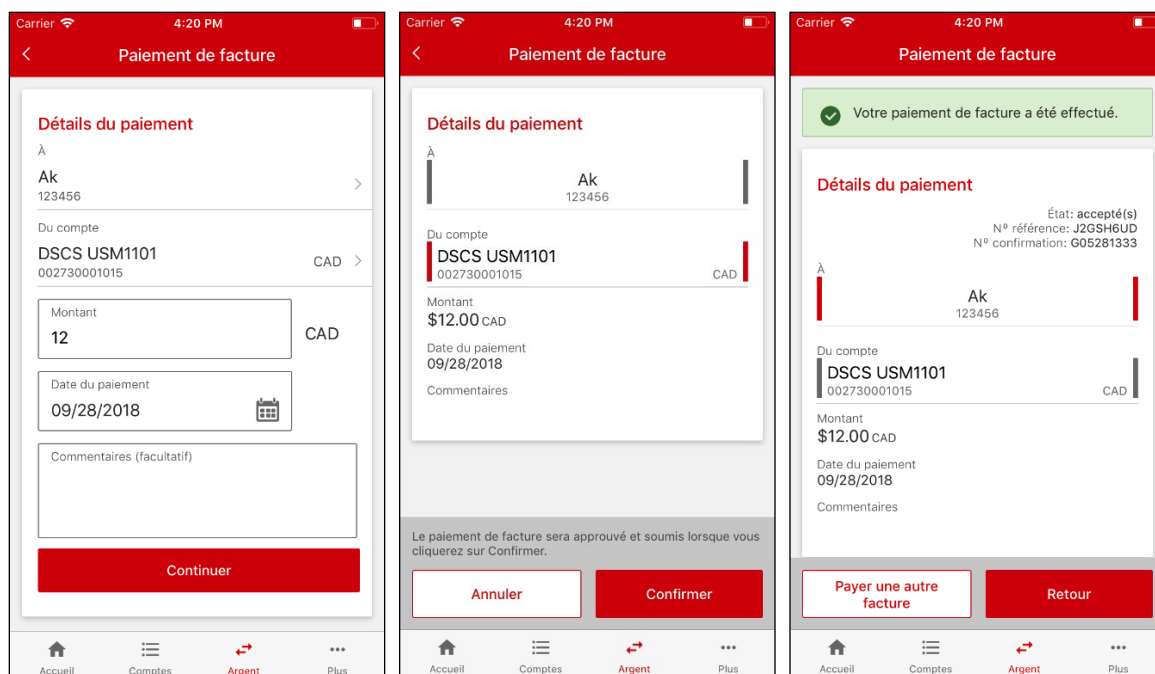 Carrier 4:20 PM
Paiement de facture
Détails du paiement
À
Ak
123456
Du compte
DSCS USM1101
002730001015 CAD
Montant
12 CAD
Date du paiement
09/28/2018
Commentaires (facultatif)
Continuer
Accueil Comptes Argent Plus
Carrier 4:20 PM
Paiement de facture
Détails du paiement
À
Ak
123456
Du compte
DSCS USM1101
002730001015 CAD
Montant
$12.00 CAD
Date du paiement
09/28/2018
Commentaires
Le paiement de facture sera approuvé et soumis lorsque vous
cliquerez sur Confirmer.
Annuler Confirmer
Accueil Comptes Argent Plus
Carrier 4:20 PM
Paiement de facture
Votre paiement de facture a été effectué.
Détails du paiement
État: accepté(s)
Nº référence: J2GSH6UD
Nº confirmation: G05281333
À
Ak
123456
Du compte
DSCS USM1101
002730001015 CAD
Montant
$12.00 CAD
Date du paiement
09/28/2018
Commentaires
Payer une autre
facture
Retour
Accueil Comptes Argent Plus